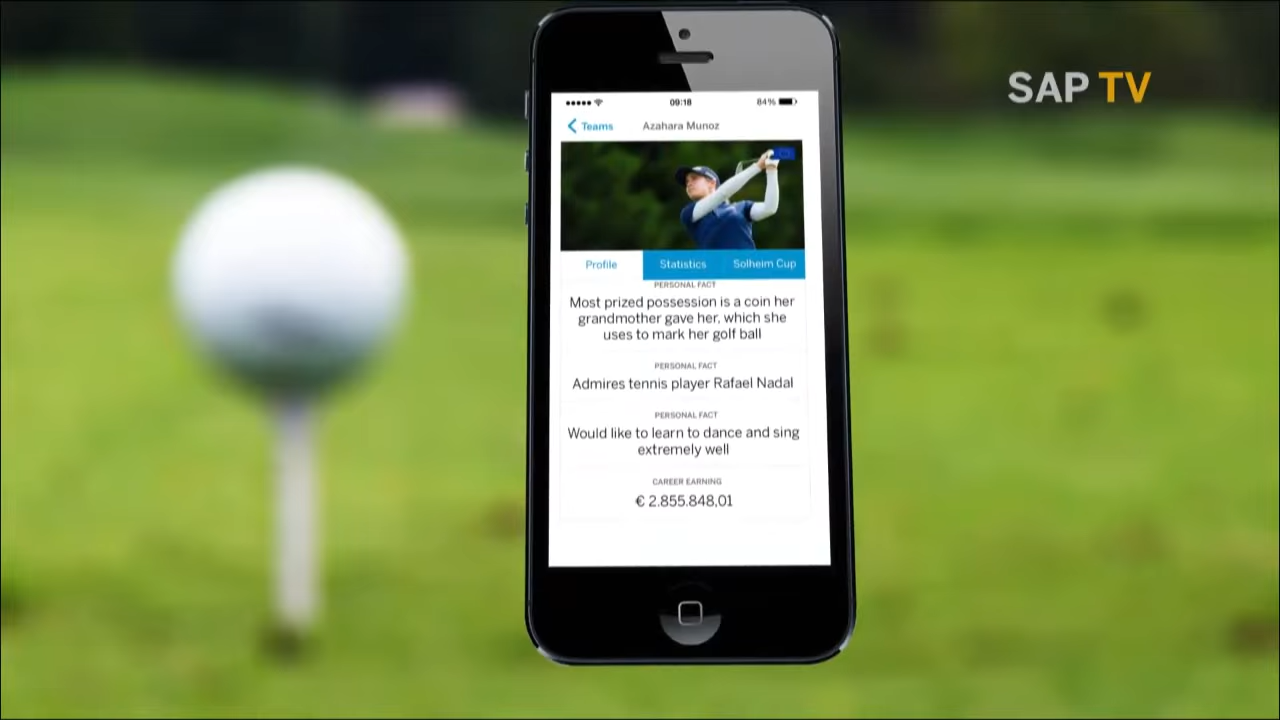 SAP TV
09:18
84%
Teams
Azahara Munoz
Profile
Statistics
Solheim Cup
PERSONAL FACT
Most prized possession is a coin her
grandmother gave her, which she
uses to mark her golf ball
PERSONAL FACT
Admires tennis player Rafael Nadal
PERSONAL FACT
Would like to learn to dance and sing
extremely well
CAREER EARNING
€ 2.855.848,01